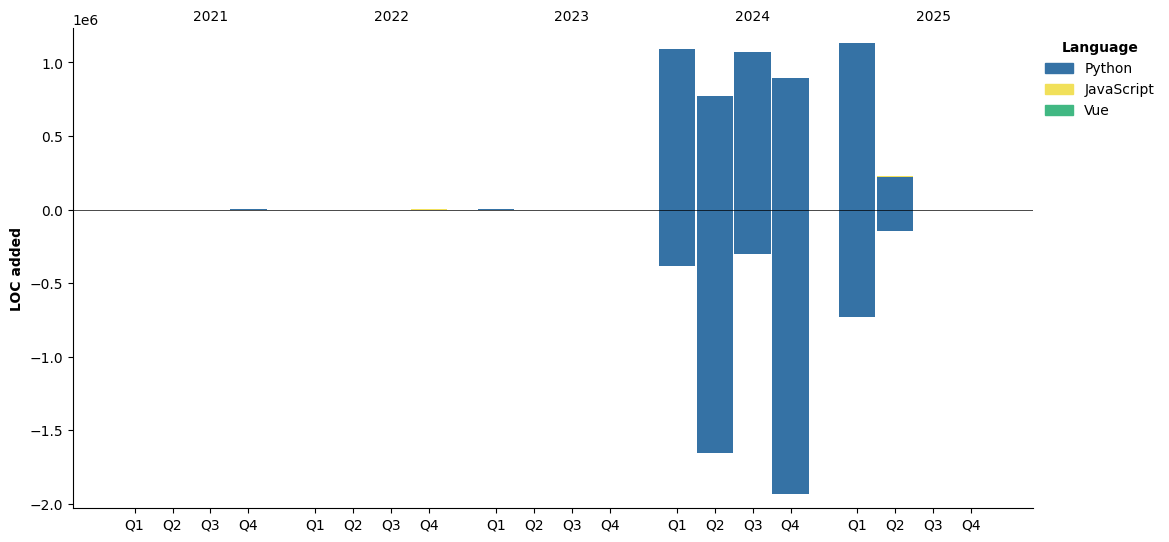 1e6
2021 2022 2023 2024 2025
Language
Python
JavaScript
Vue
1.0
0.5
0.0
−0.5
−1.0
−1.5
−2.0
LOC added
Q1 Q2 Q3 Q4 Q1 Q2 Q3 Q4 Q1 Q2 Q3 Q4 Q1 Q2 Q3 Q4 Q1 Q2 Q3 Q4